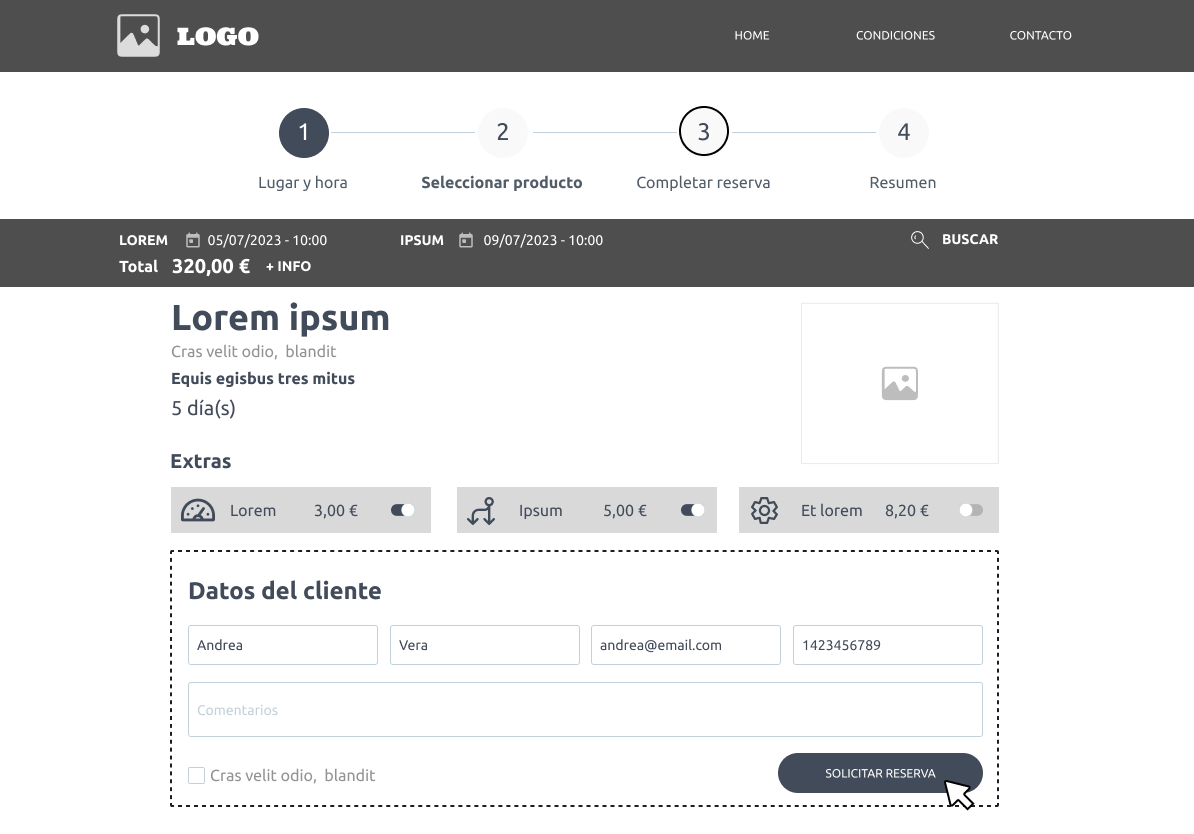 LOGO
HOME CONDICIONES CONTACTO
1 2 3 4
Lugar y hora Seleccionar producto Completar reserva Resumen
LOREM 05/07/2023 - 10:00 IPSUM 09/07/2023 - 10:00 BUSCAR
Total 320,00 € + INFO
Lorem ipsum
Cras velit odio, blandit
Equis egisbus tres mitus
5 día(s)
Extras
Lorem 3,00 € Ipsum 5,00 € Et lorem 8,20 €
Datos del cliente
Andrea Vera andrea@email.com 1423456789
Comentarios
Cras velit odio, blandit SOLICITAR RESERVA